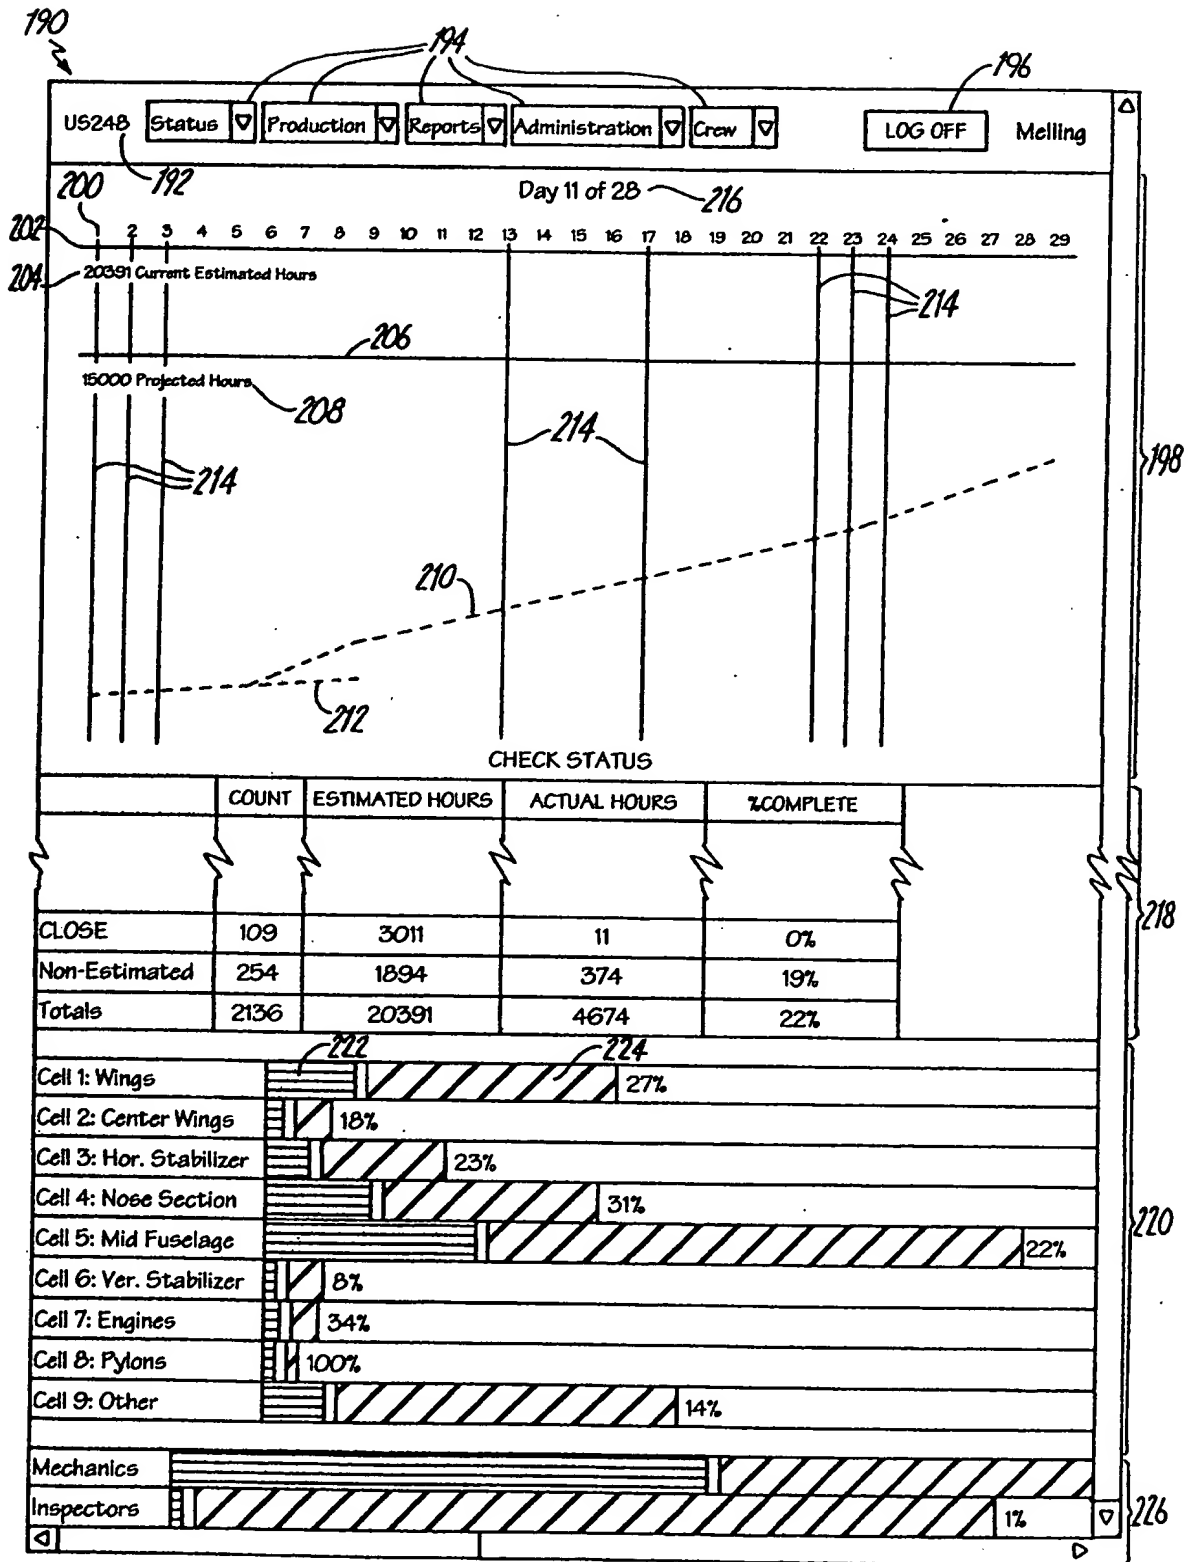 190
194
196
US248 Status Production Reports Administration Crew LOG OFF Melling
200 192 Day 11 of 28 216
202 1 2 3 4 5 6 7 8 9 10 11 12 13 14 15 16 17 18 19 20 21 22 23 24 25 26 27 28 29
204 20391 Current Estimated Hours
214
206
15000 Projected Hours
208
214
198
214
210
212
CHECK STATUS
COUNT ESTIMATED HOURS ACTUAL HOURS %COMPLETE
218
CLOSE 109 3011 11 0%
Non-Estimated 254 1894 374 19%
Totals 2136 20391 4674 22%
222 224
Cell 1: Wings 27%
Cell 2: Center Wings 18%
Cell 3: Hor. Stabilizer 23%
Cell 4: Nose Section 31%
220
Cell 5: Mid Fuselage 22%
Cell 6: Ver. Stabilizer 8%
Cell 7: Engines 34%
Cell 8: Pylons 100%
Cell 9: Other 14%
Mechanics
Inspectors 1%
226